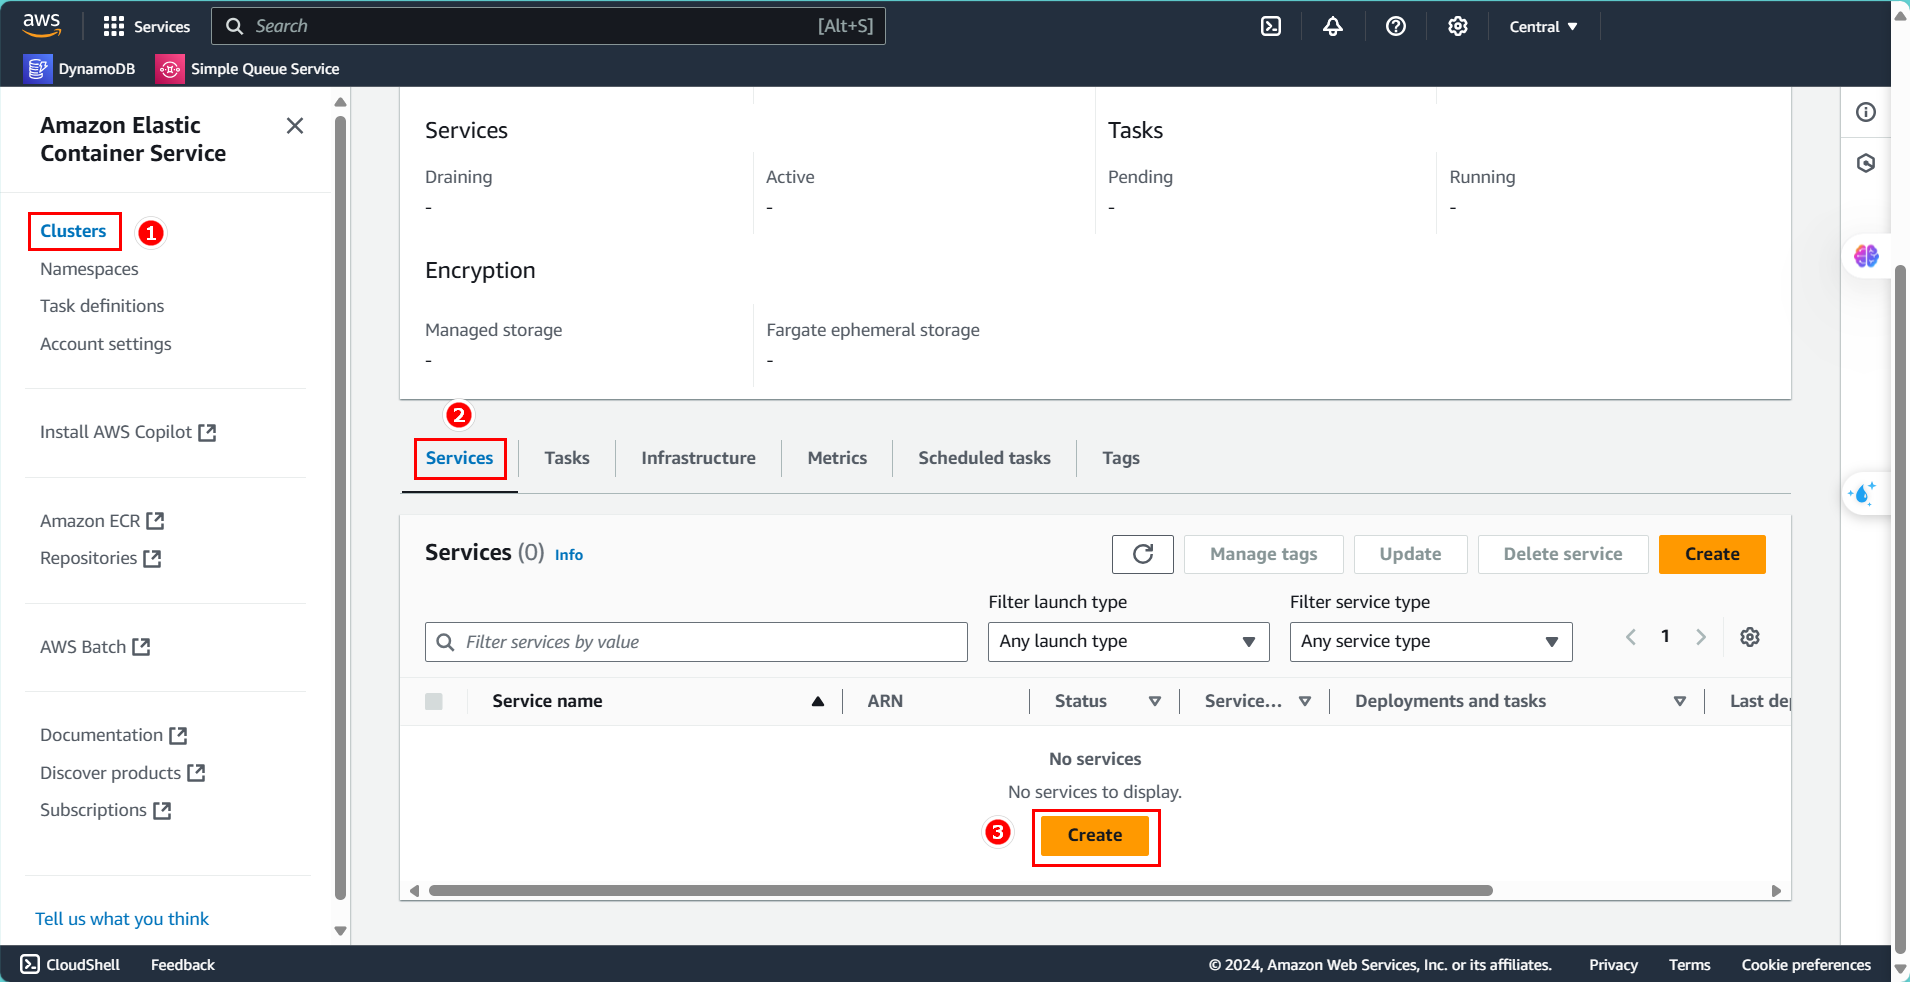 aws
Services
Search
[Alt+S]
Central
DynamoDB
Simple Queue Service
Amazon Elastic
Container Service
Clusters
1
Namespaces
Task definitions
Account settings
Install AWS Copilot
Amazon ECR
Repositories
AWS Batch
Documentation
Discover products
Subscriptions
Tell us what you think
Services
Tasks
Draining
Active
Pending
Running
-
-
-
-
Encryption
Managed storage
Fargate ephemeral storage
-
-
2
Services
Tasks
Infrastructure
Metrics
Scheduled tasks
Tags
Services (0) Info
Manage tags
Update
Delete service
Create
Filter launch type
Filter service type
Filter services by value
Any launch type
Any service type
1
Service name
ARN
Status
Service...
Deployments and tasks
Last de
No services
No services to display.
3
Create
CloudShell
Feedback
© 2024, Amazon Web Services, Inc. or its affiliates.
Privacy
Terms
Cookie preferences